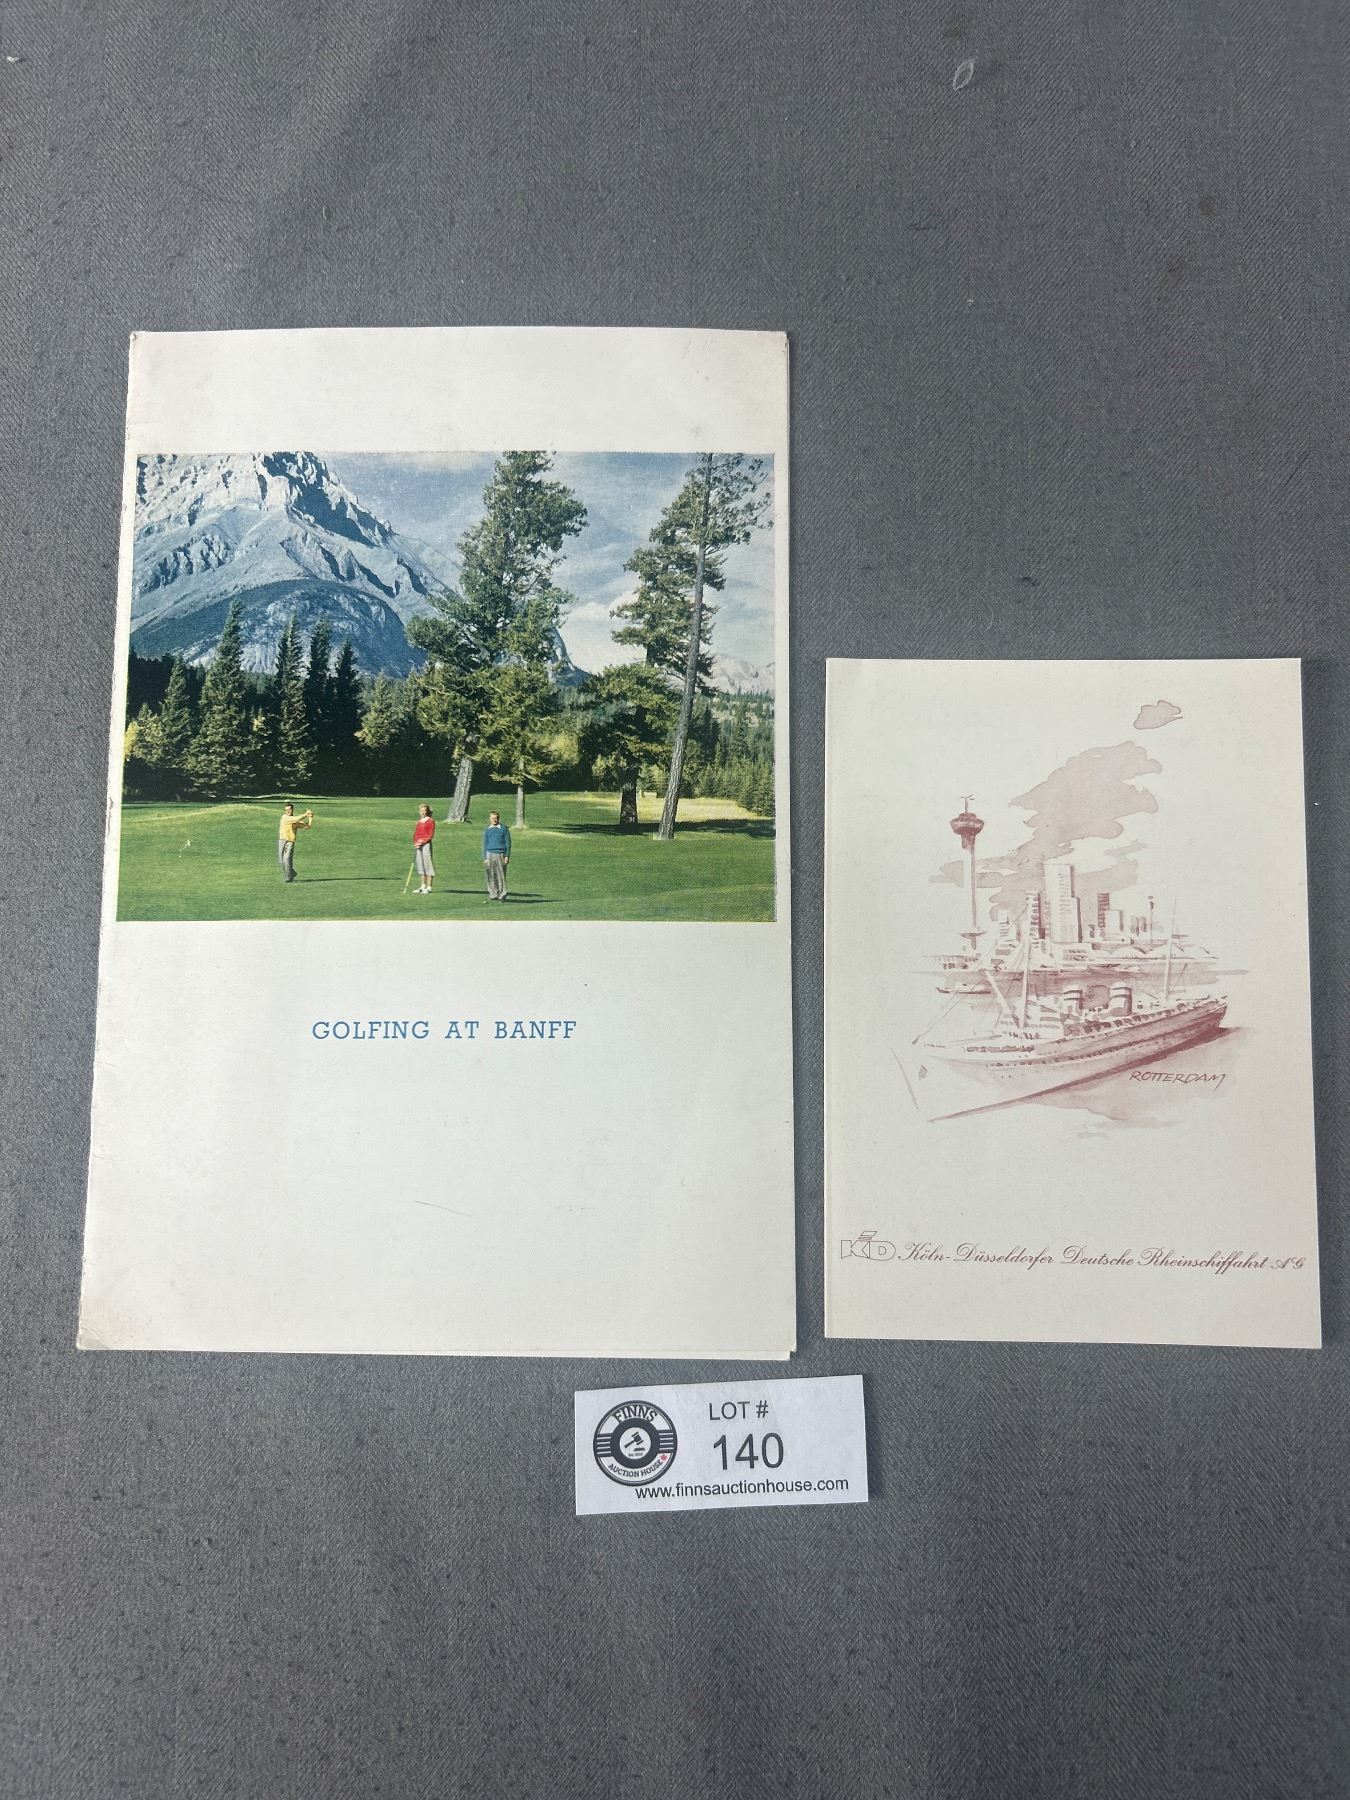 GOLFING AT BANFF
ROTTERDAM
KD Köln-Düsseldorfer Deutsche Rheinschiffahrt AG
FINNS
AUCTION HOUSE
LOT #
140
www.finnsauctionhouse.com